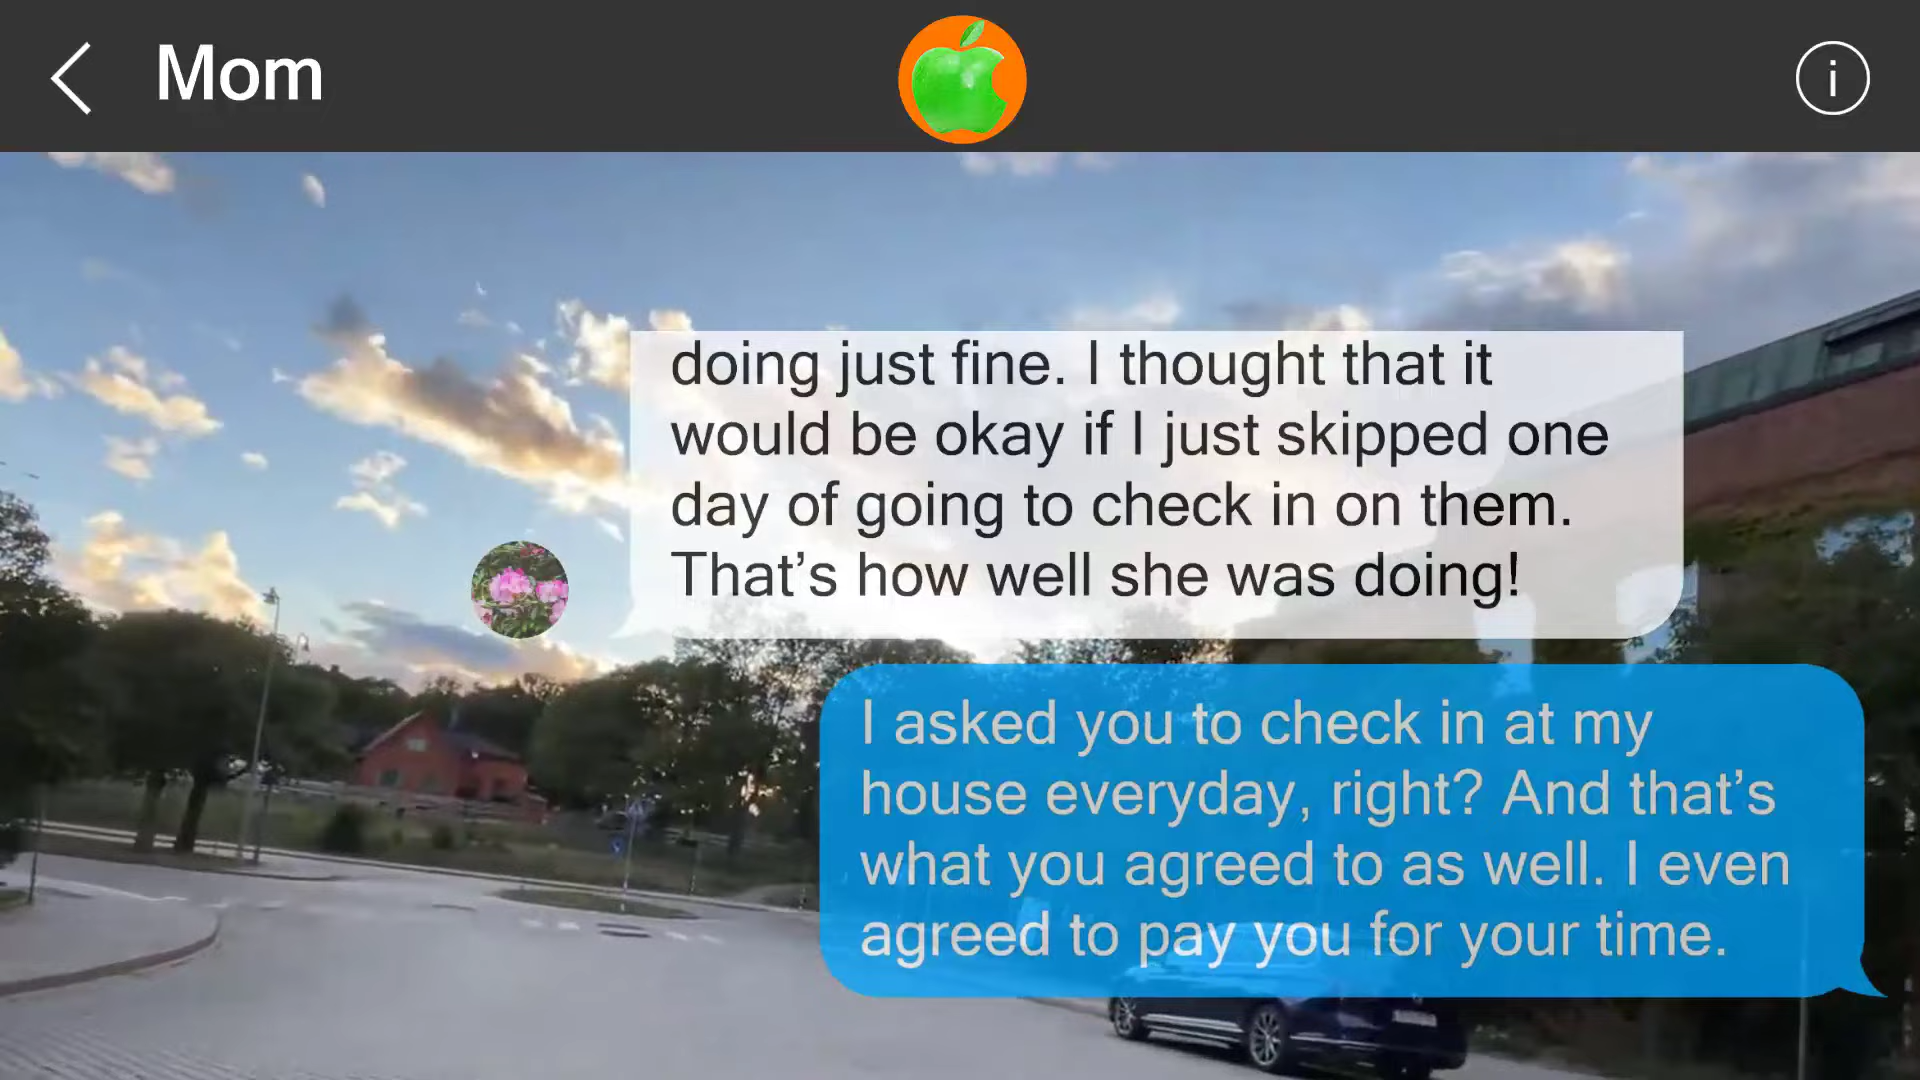 Mom
i
doing just fine. I thought that it
would be okay if I just skipped one
day of going to check in on them.
That’s how well she was doing!
I asked you to check in at my
house everyday, right? And that’s
what you agreed to as well. I even
agreed to pay you for your time.